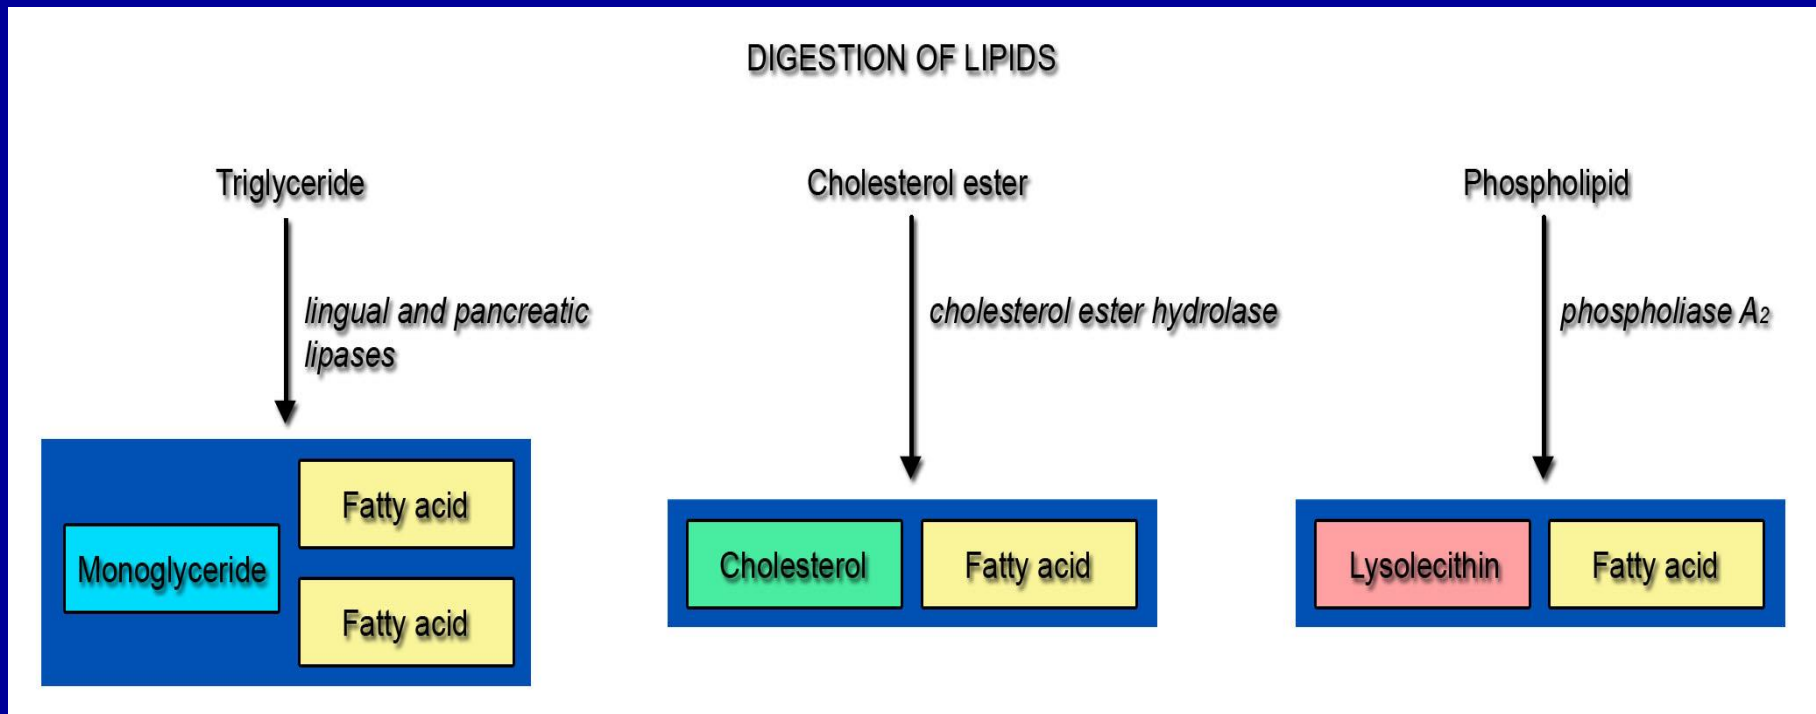 DIGESTION OF LIPIDS
Triglyceride
lingual and pancreatic
lipases
Monoglyceride
Fatty acid
Fatty acid
Cholesterol ester
cholesterol ester hydrolase
Cholesterol
Fatty acid
Phospholipid
phospholiase A2
Lysolecithin
Fatty acid